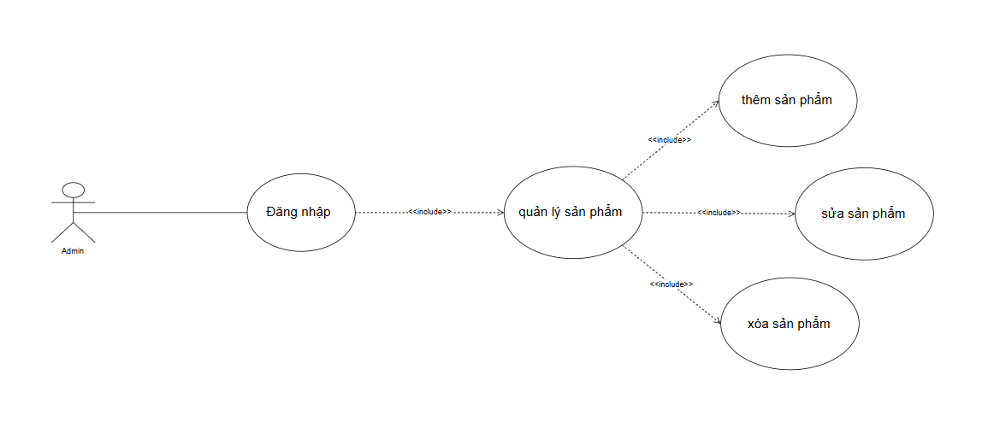 thêm sản phẩm
<<include>>
Đăng nhập
<<include>>
quản lý sản phẩm
<<include>>
sửa sản phẩm
Admin
<<include>>
xóa sản phẩm